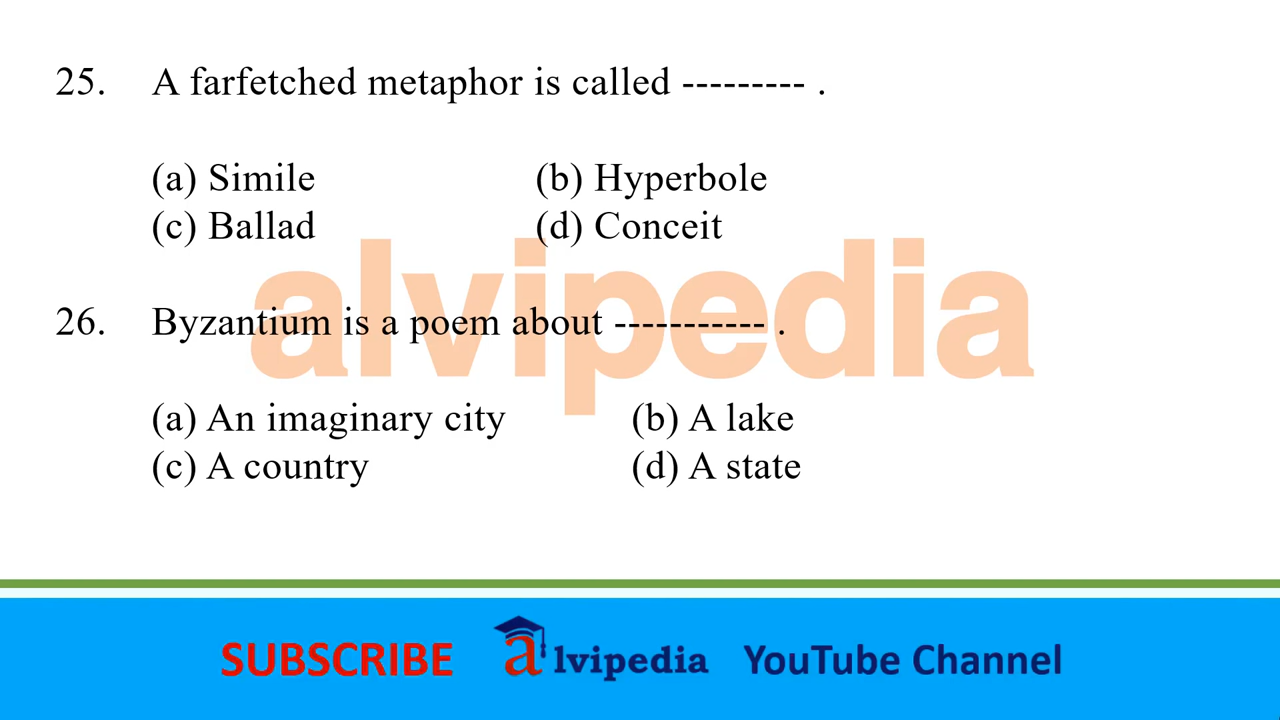 25. A farfetched metaphor is called --------- .
(a) Simile (b) Hyperbole
(c) Ballad (d) Conceit
alvipedia
26. Byzantium is a poem about ----------- .
(a) An imaginary city (b) A lake
(c) A country (d) A state
SUBSCRIBE alvipedia YouTube Channel